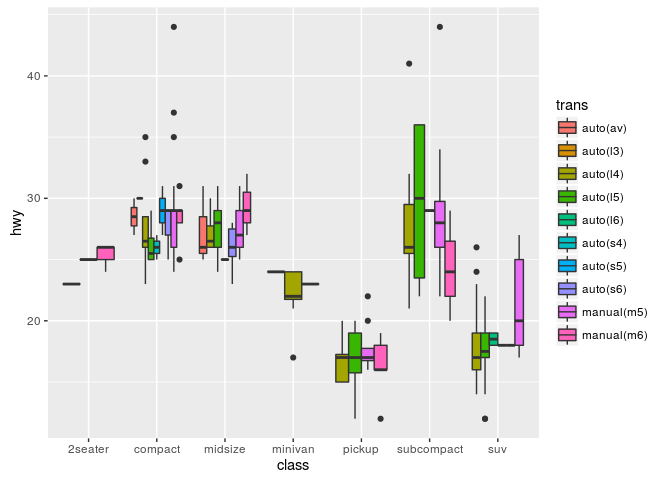 hwy
40
30
20
2seater compact midsize minivan pickup subcompact suv
class
trans
auto(av)
auto(l3)
auto(l4)
auto(l5)
auto(l6)
auto(s4)
auto(s5)
auto(s6)
manual(m5)
manual(m6)